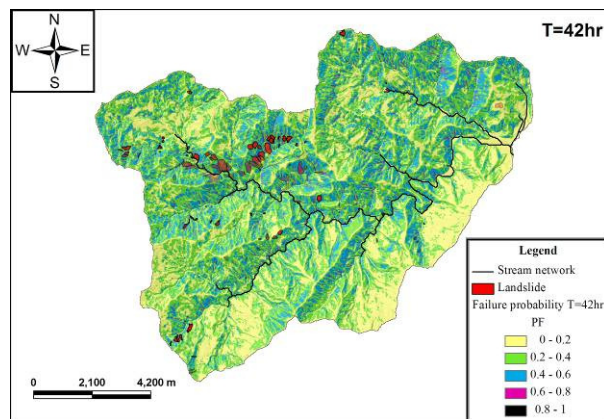 N
T=42hr
W E
S
Legend
Stream network
Landslide
Failure probability T=42hr
PF
0 - 0.2
0.2 - 0.4
0.4 - 0.6
0.6 - 0.8
0.8 - 1
0 2,100 4,200 m